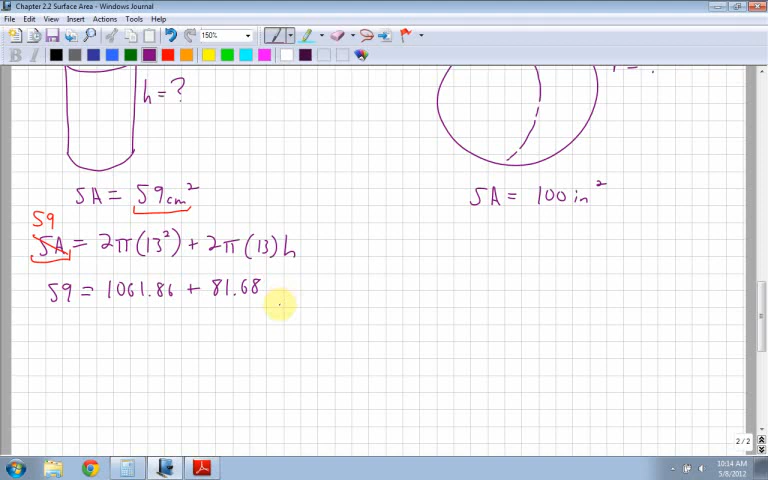 Chapter 2.2 Surface Area - Windows Journal
File Edit View Insert Actions Tools Help
150%
B I
h = ?
SA = 59 cm²
SA = 100 in²
59
SA = 2π(13²) + 2π(13)h
59 = 1061.86 + 81.68
2 / 2
10:14 AM
5/8/2012